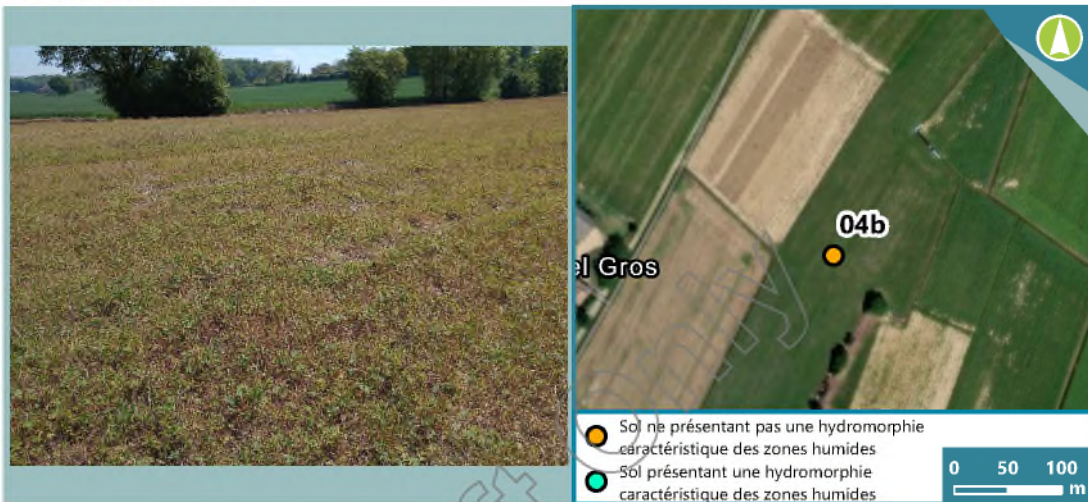 04b
el Gros
Sol ne présentant pas une hydromorphie
caractéristique des zones humides
Sol présentant une hydromorphie
caractéristique des zones humides
0 50 100
m